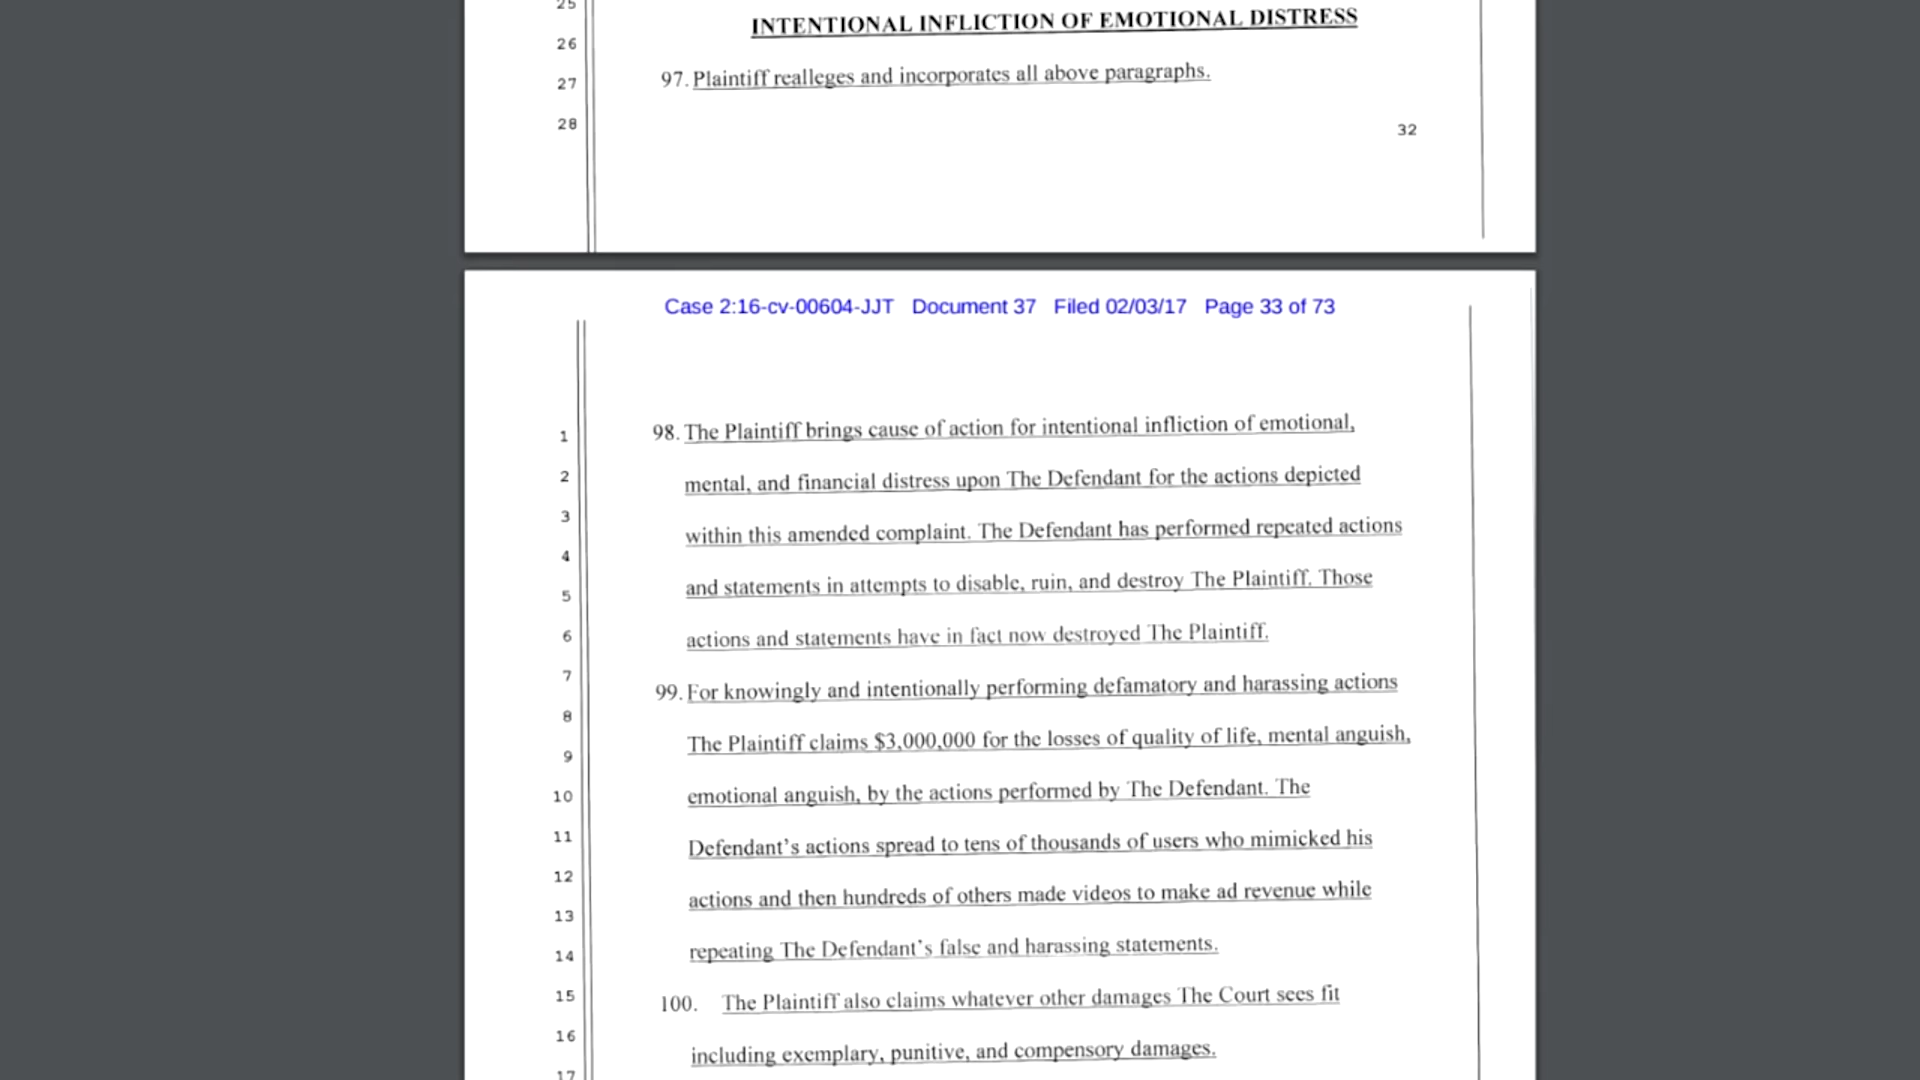 25
INTENTIONAL INFLICTION OF EMOTIONAL DISTRESS
26
97. Plaintiff realleges and incorporates all above paragraphs.
27
28
32
Case 2:16-cv-00604-JJT Document 37 Filed 02/03/17 Page 33 of 73
1 98. The Plaintiff brings cause of action for intentional infliction of emotional,
2 mental, and financial distress upon The Defendant for the actions depicted
3 within this amended complaint. The Defendant has performed repeated actions
4
5 and statements in attempts to disable, ruin, and destroy The Plaintiff. Those
6 actions and statements have in fact now destroyed The Plaintiff.
7 99. For knowingly and intentionally performing defamatory and harassing actions
8
9 The Plaintiff claims $3,000,000 for the losses of quality of life, mental anguish,
10 emotional anguish, by the actions performed by The Defendant. The
11 Defendant's actions spread to tens of thousands of users who mimicked his
12
13 actions and then hundreds of others made videos to make ad revenue while
14 repeating The Defendant's false and harassing statements.
15 100. The Plaintiff also claims whatever other damages The Court sees fit
16 including exemplary, punitive, and compensory damages.
17